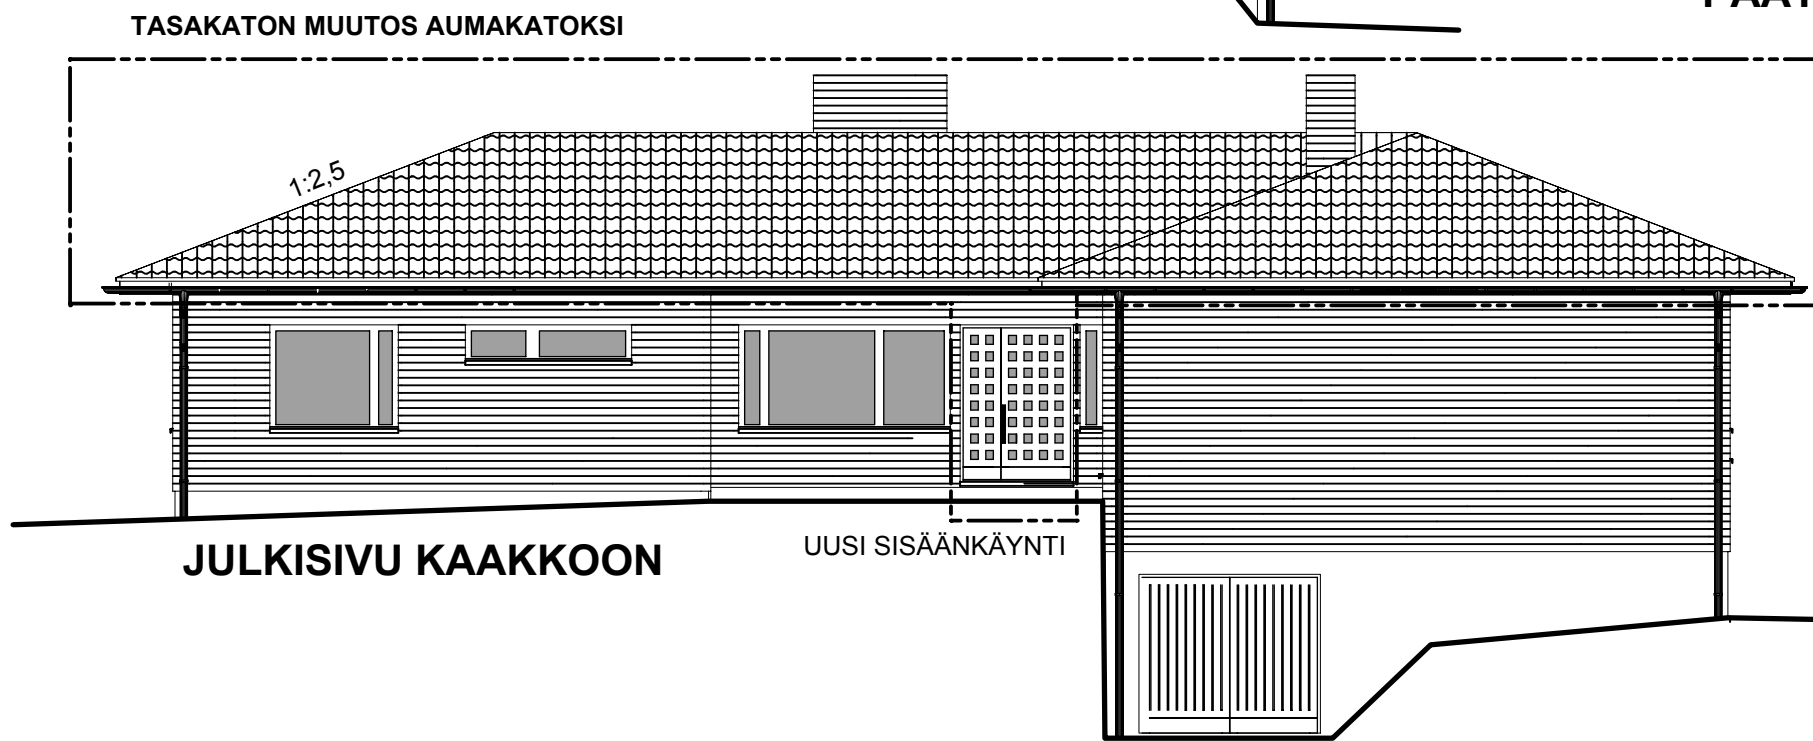 TASAKATON MUUTOS AUMAKATOKSI
1:2,5
JULKISIVU KAAKKOON
UUSI SISÄÄNKÄYNTI